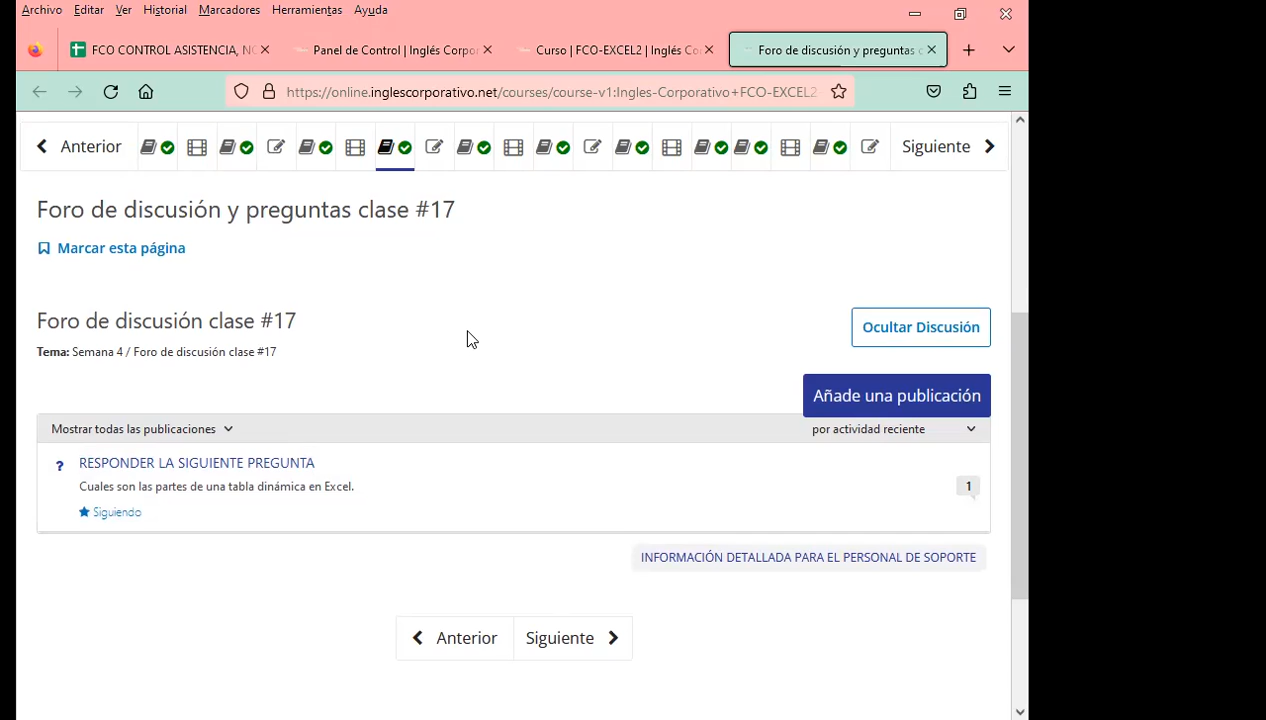 Archivo Editar Ver Historial Marcadores Herramientas Ayuda
FCO CONTROL ASISTENCIA, NO Panel de Control | Inglés Corpor Curso | FCO-EXCEL2 | Inglés Co Foro de discusión y preguntas c
https://online.inglescorporativo.net/courses/course-v1:Ingles-Corporativo+FCO-EXCEL2
Anterior Siguiente
Foro de discusión y preguntas clase #17
Marcar esta página
Foro de discusión clase #17
Ocultar Discusión
Tema: Semana 4 / Foro de discusión clase #17
Añade una publicación
Mostrar todas las publicaciones por actividad reciente
? RESPONDER LA SIGUIENTE PREGUNTA
Cuales son las partes de una tabla dinámica en Excel. 1
Siguiendo
INFORMACIÓN DETALLADA PARA EL PERSONAL DE SOPORTE
Anterior Siguiente